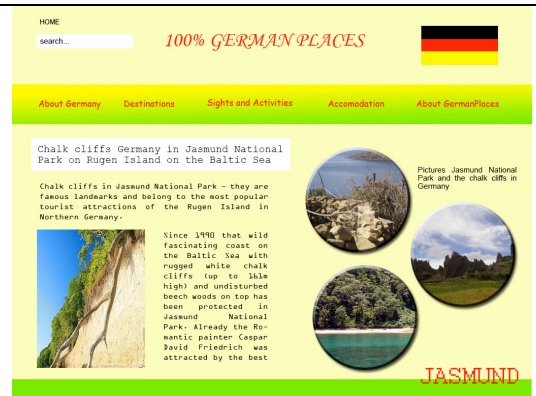 HOME
search...
100% GERMAN PLACES
About Germany
Destinations
Sights and Activities
Accomodation
About GermanPlaces
Chalk cliffs Germany in Jasmund National
Park on Rugen Island on the Baltic Sea
Chalk cliffs in Jasmund National Park – they are
famous landmarks and belong to the most popular
tourist attractions of the Rugen Island in
Northern Germany.
Since 1990 that wild
fascinating coast on
the Baltic Sea with
rugged white chalk
cliffs (up to 161m
high) and undisturbed
beech woods on top has
been protected in
Jasmund National
Park. Already the Ro-
mantic painter Caspar
David Friedrich was
attracted by the best
Pictures Jasmund National
Park and the chalk cliffs in
Germany
JASMUND